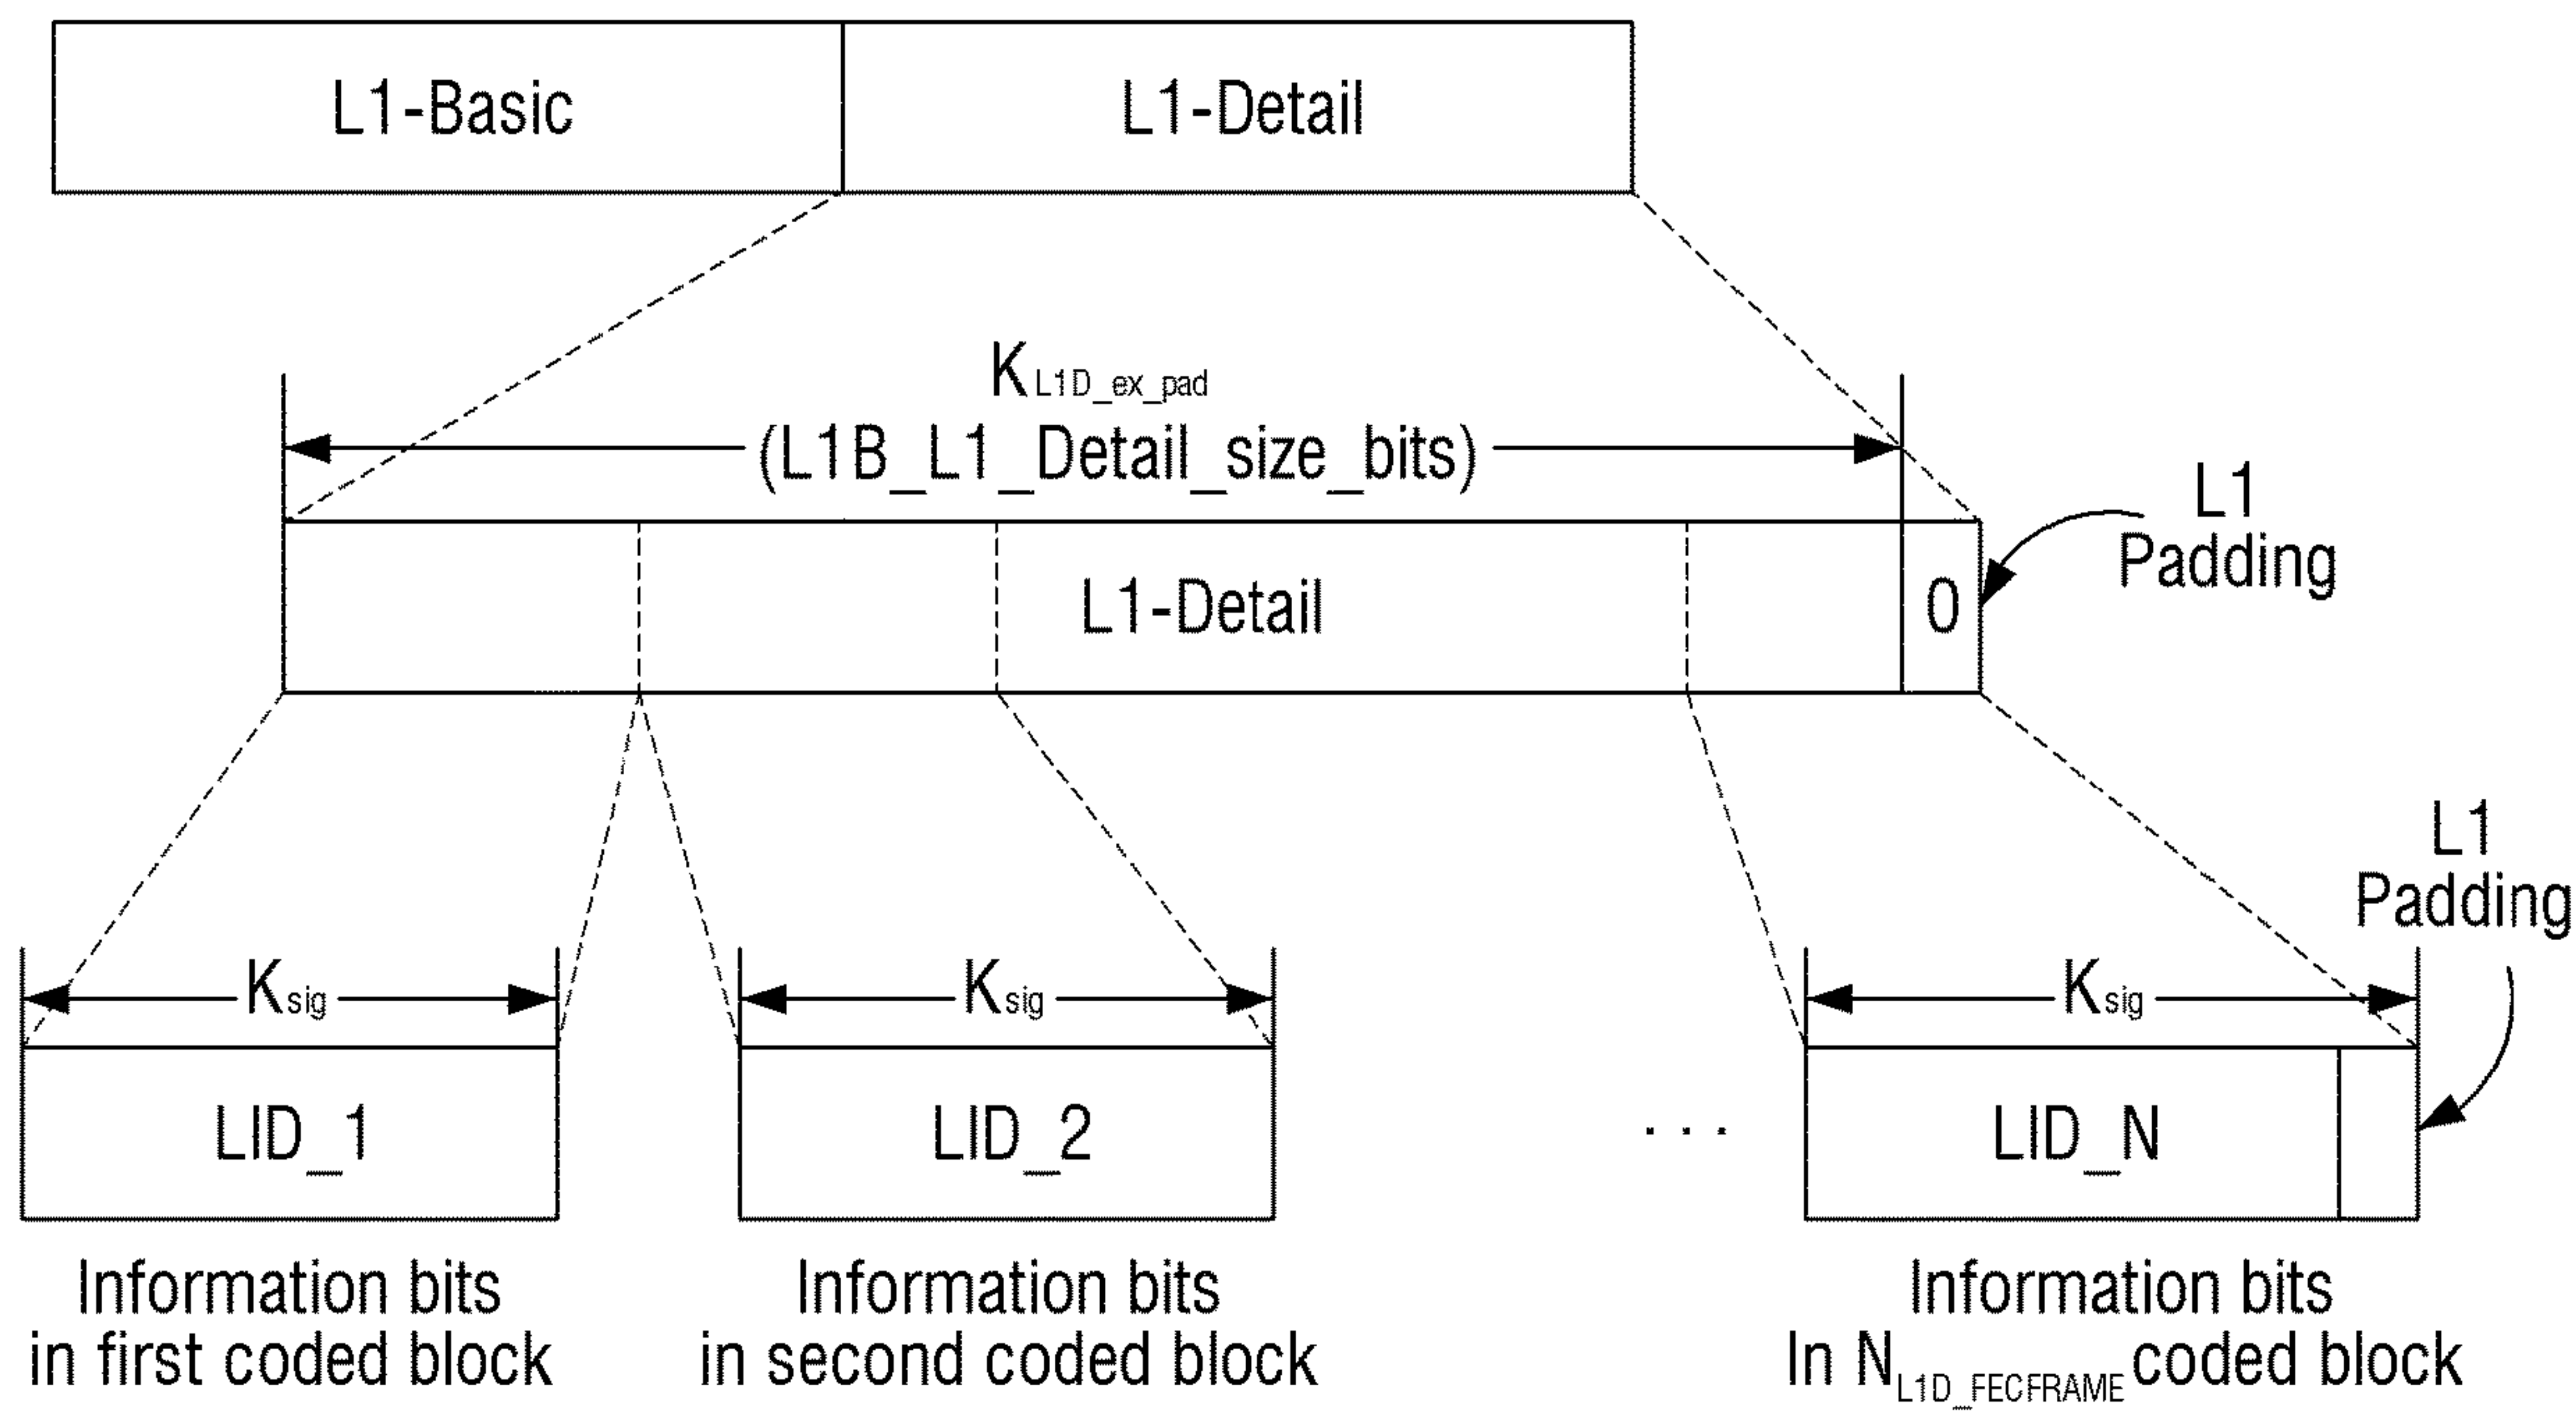 L1-Basic
L1-Detail
K L1D_ex_pad
(L1B_L1_Detail_size_bits)
L1
Padding
L1-Detail
0
L1
Padding
Ksig
Ksig
Ksig
LID_1
LID_2
...
LID_N
Information bits
in first coded block
Information bits
in second coded block
Information bits
In NL1D_FECFRAME coded block